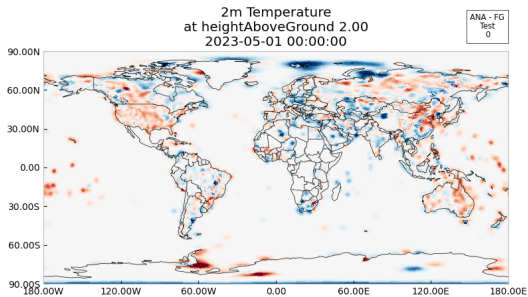 2m Temperature
at heightAboveGround 2.00
2023-05-01 00:00:00
ANA - FG
Test
0
90.00N
60.00N
30.00N
0.00
30.00S
60.00S
90.00S
180.00W 120.00W 60.00W 0.00 60.00E 120.00E 180.00E